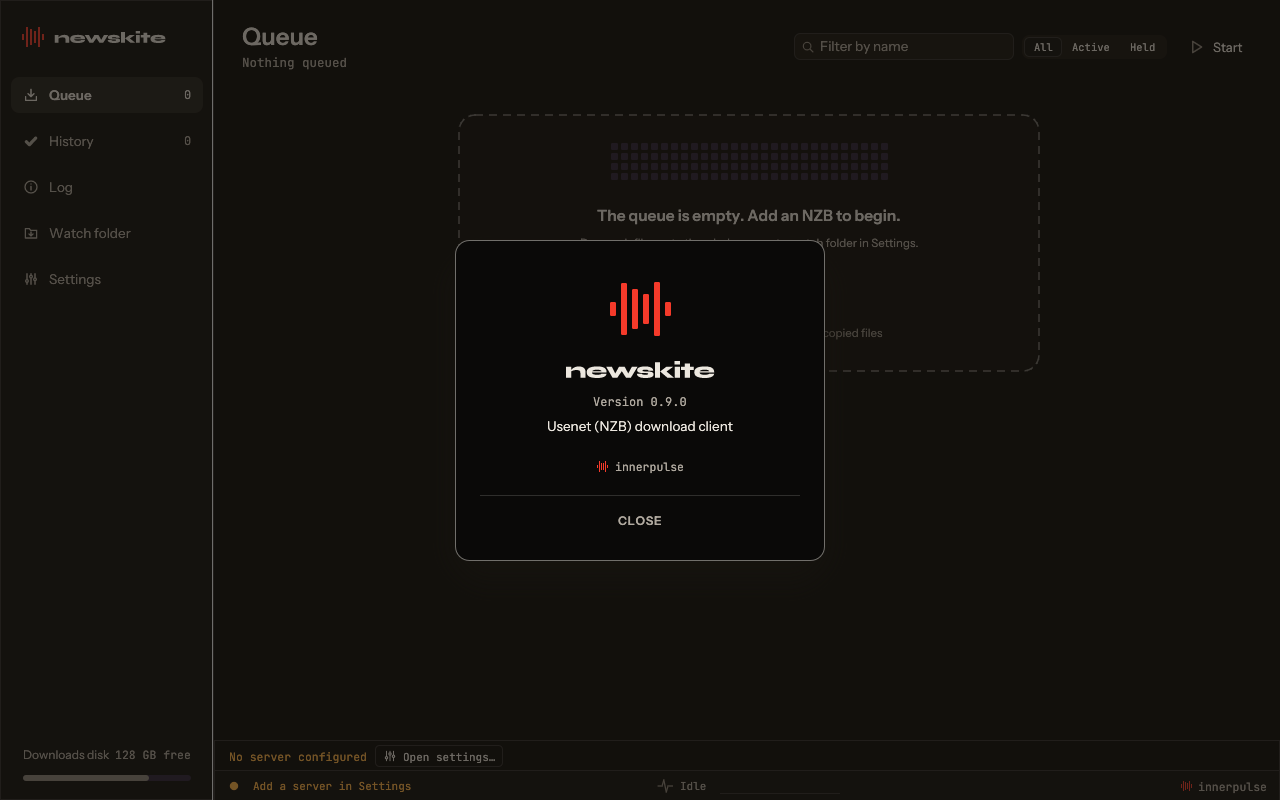 newskite
Queue 0
History 0
Log
Watch folder
Settings
Downloads disk 128 GB free
Queue
Nothing queued
Filter by name
All Active Held
Start
The queue is empty. Add an NZB to begin.
folder in Settings.
copied files
newskite
Version 0.9.0
Usenet (NZB) download client
innerpulse
CLOSE
No server configured Open settings…
Add a server in Settings
Idle
innerpulse